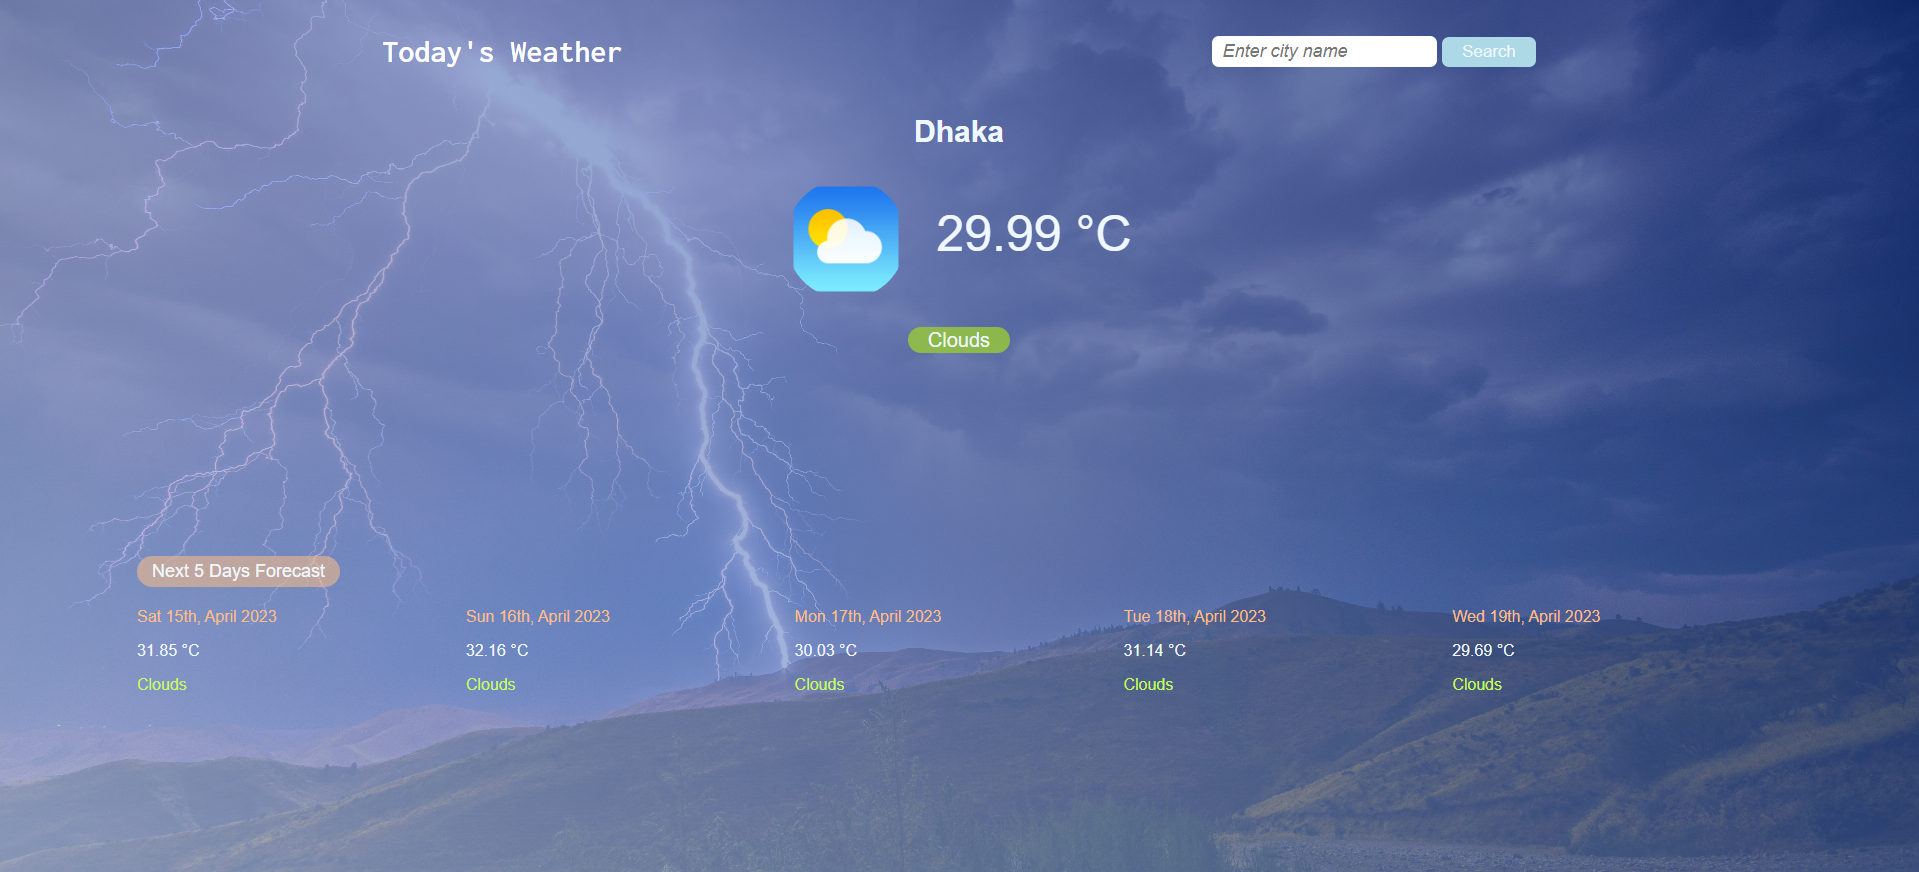 Today's Weather
Enter city name
Search
Dhaka
29.99 °C
Clouds
Next 5 Days Forecast
Sat 15th, April 2023
31.85 °C
Clouds
Sun 16th, April 2023
32.16 °C
Clouds
Mon 17th, April 2023
30.03 °C
Clouds
Tue 18th, April 2023
31.14 °C
Clouds
Wed 19th, April 2023
29.69 °C
Clouds